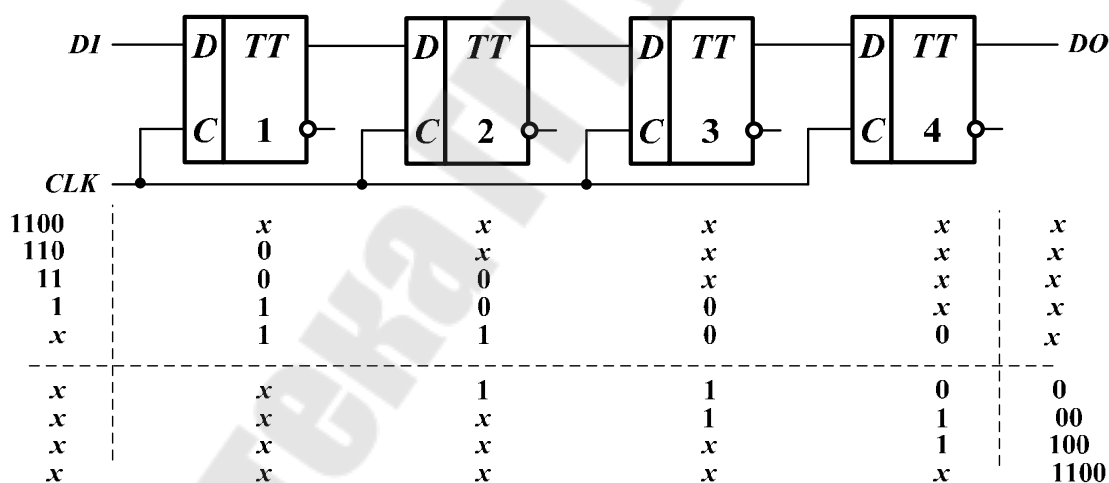 DI D TT D TT D TT D TT DO
C 1 C 2 C 3 C 4
CLK
1100 x x x x x
110 0 x x x x
11 0 0 x x x
1 1 0 0 x x
x 1 1 0 0 x
x x 1 1 0 0
x x x 1 1 00
x x x x 1 100
x x x x x 1100